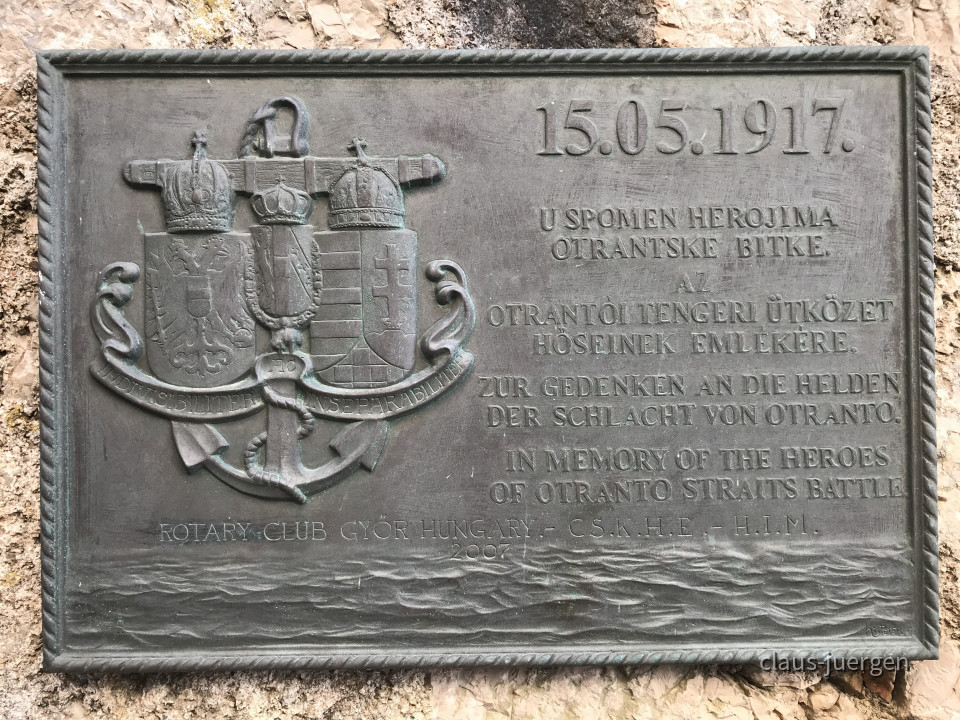 15.05.1917.
U SPOMEN HEROJIMA
OTRANTSKE BITKE.
AZ
OTRANTÓI TENGERI ÜTKÖZET
HŐSEINEK EMLÉKÉRE.
ZUR GEDENKEN AN DIE HELDEN
DER SCHLACHT VON OTRANTO.
IN MEMORY OF THE HEROES
OF OTRANTO STRAITS BATTLE
INDIVISIBILITER INSEPARABILITER
ROTARY CLUB GYŐR HUNGARY - CS.K.H.E. - H.I.M.
2007
claus-juergen